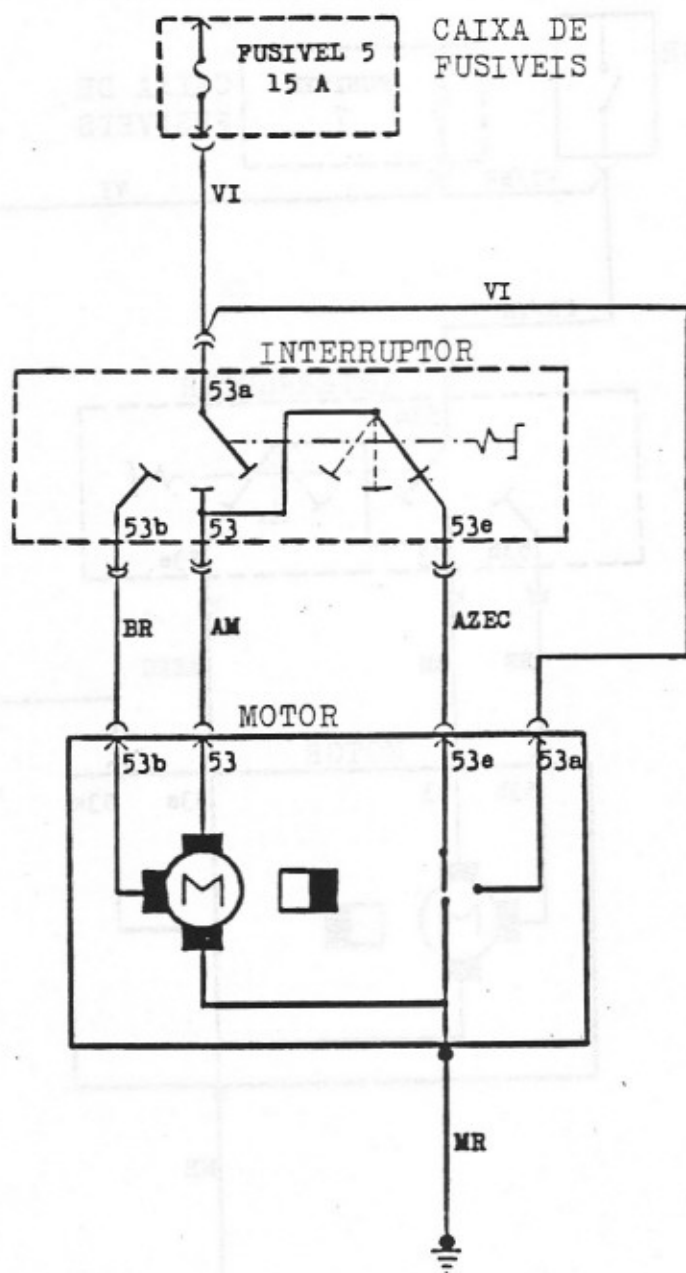 FUSIVEL 5
15 A
CAIXA DE
FUSIVEIS
VI
VI
INTERRUPTOR
53a
53b
53
53e
BR
AM
AZEC
MOTOR
53b
53
53e
53a
M
MR